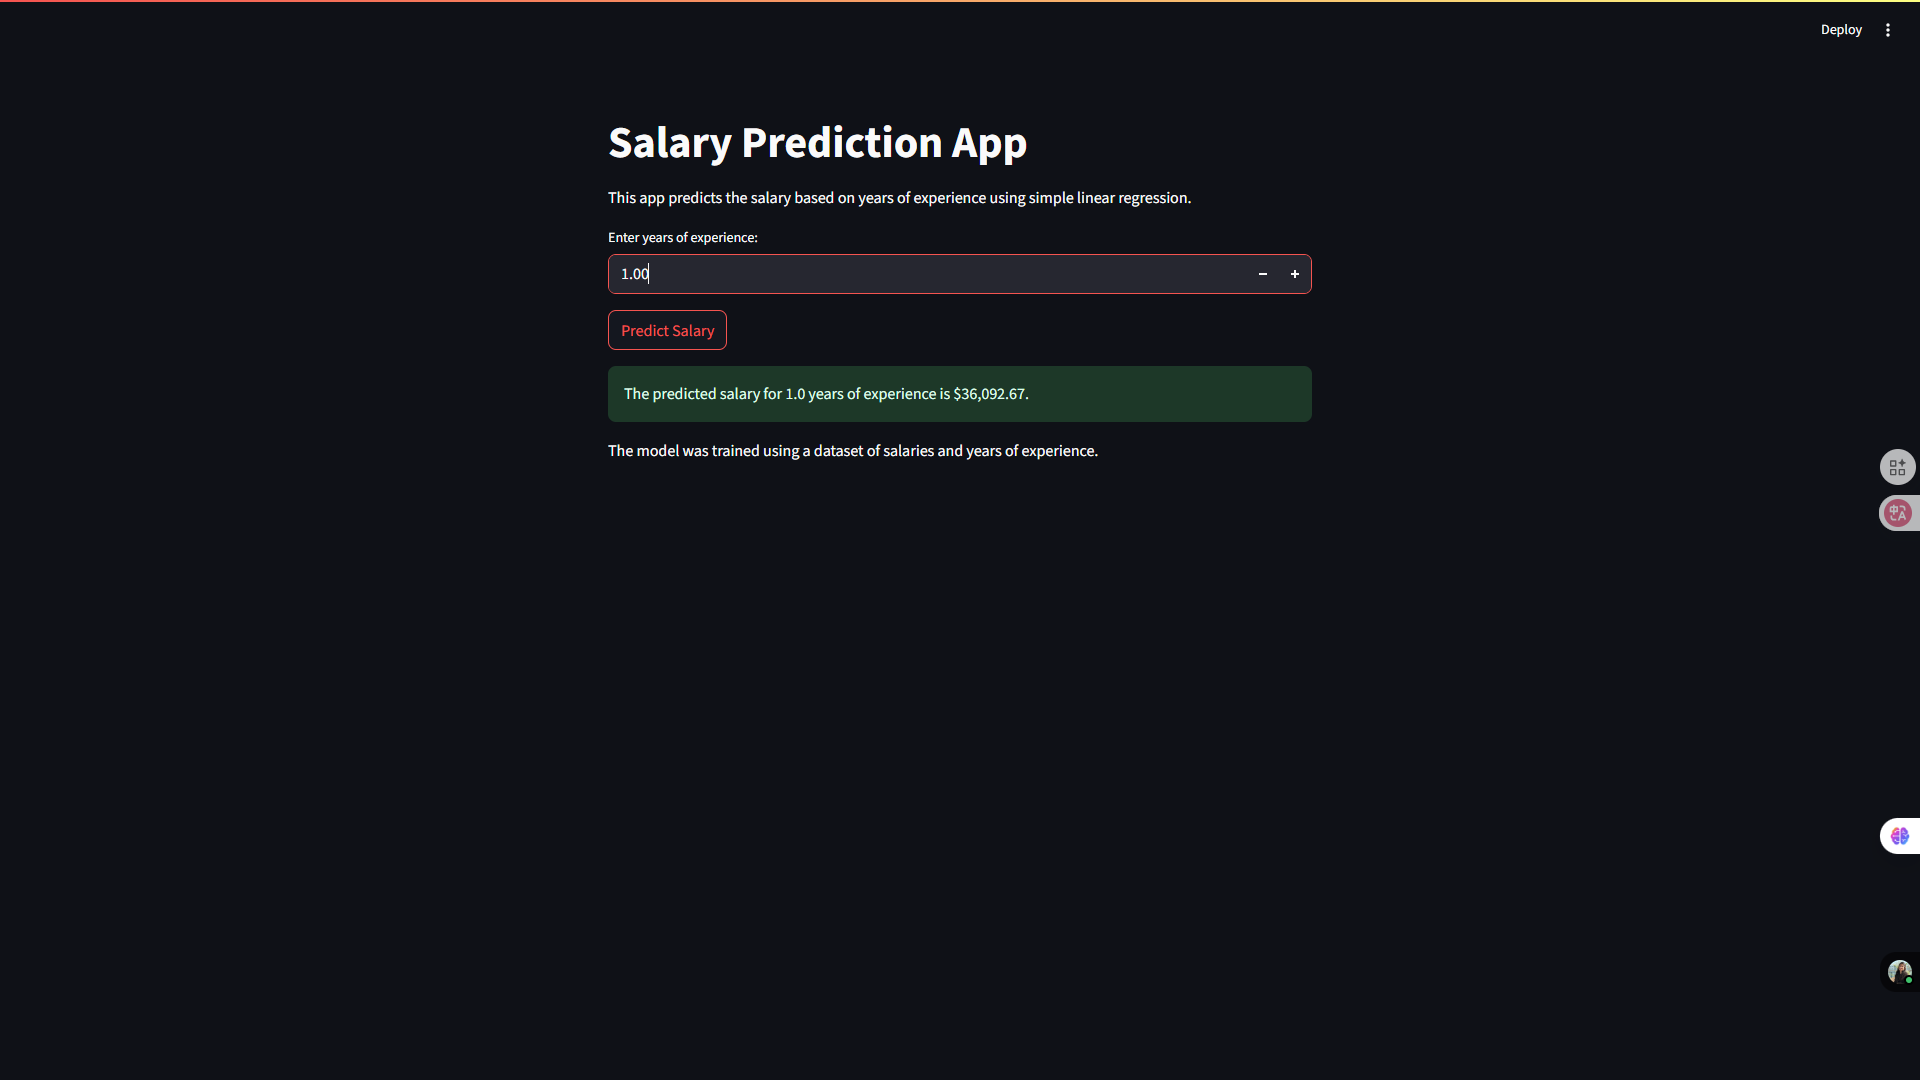 Deploy
Salary Prediction App
This app predicts the salary based on years of experience using simple linear regression.
Enter years of experience:
1.00
Predict Salary
The predicted salary for 1.0 years of experience is $36,092.67.
The model was trained using a dataset of salaries and years of experience.
中A